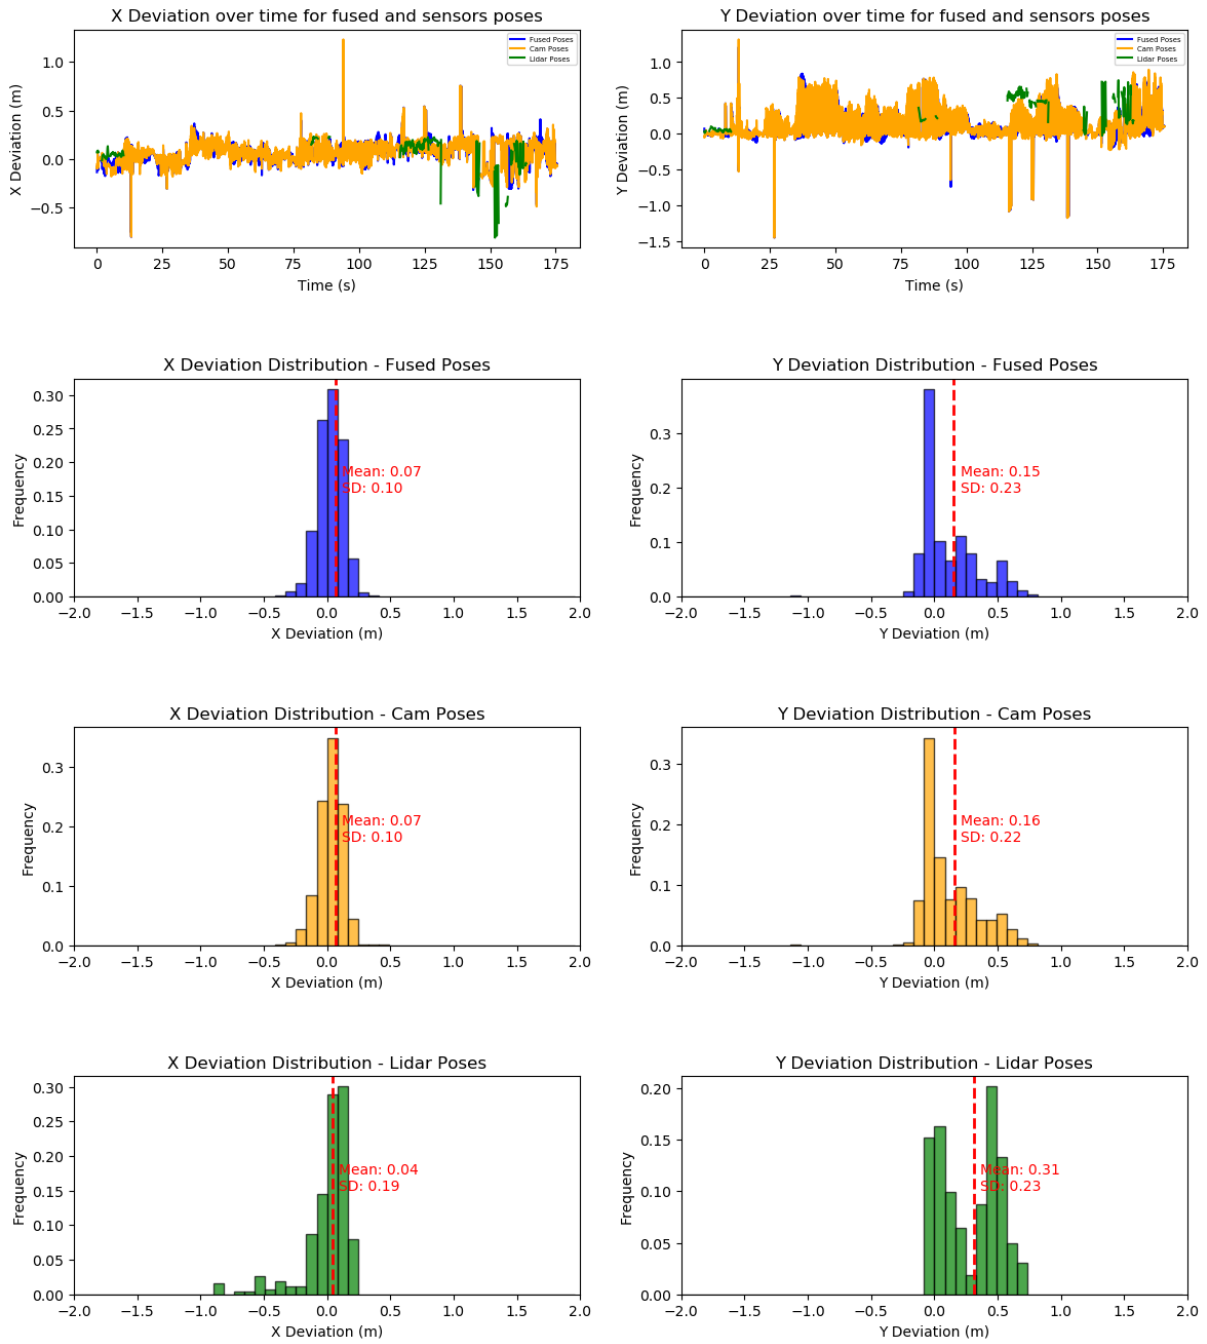 X Deviation over time for fused and sensors poses
X Deviation (m)
1.0
0.5
0.0
−0.5
Fused Poses
Cam Poses
Lidar Poses
0 25 50 75 100 125 150 175
Time (s)
Y Deviation over time for fused and sensors poses
Y Deviation (m)
1.0
0.5
0.0
−0.5
−1.0
−1.5
Fused Poses
Cam Poses
Lidar Poses
0 25 50 75 100 125 150 175
Time (s)
X Deviation Distribution - Fused Poses
Frequency
0.30
0.25
0.20
0.15
0.10
0.05
0.00
Mean: 0.07
SD: 0.10
−2.0 −1.5 −1.0 −0.5 0.0 0.5 1.0 1.5 2.0
X Deviation (m)
Y Deviation Distribution - Fused Poses
Frequency
0.3
0.2
0.1
0.0
Mean: 0.15
SD: 0.23
−2.0 −1.5 −1.0 −0.5 0.0 0.5 1.0 1.5 2.0
Y Deviation (m)
X Deviation Distribution - Cam Poses
Frequency
0.3
0.2
0.1
0.0
Mean: 0.07
SD: 0.10
−2.0 −1.5 −1.0 −0.5 0.0 0.5 1.0 1.5 2.0
X Deviation (m)
Y Deviation Distribution - Cam Poses
Frequency
0.3
0.2
0.1
0.0
Mean: 0.16
SD: 0.22
−2.0 −1.5 −1.0 −0.5 0.0 0.5 1.0 1.5 2.0
Y Deviation (m)
X Deviation Distribution - Lidar Poses
Frequency
0.30
0.25
0.20
0.15
0.10
0.05
0.00
Mean: 0.04
SD: 0.19
−2.0 −1.5 −1.0 −0.5 0.0 0.5 1.0 1.5 2.0
X Deviation (m)
Y Deviation Distribution - Lidar Poses
Frequency
0.20
0.15
0.10
0.05
0.00
Mean: 0.31
SD: 0.23
−2.0 −1.5 −1.0 −0.5 0.0 0.5 1.0 1.5 2.0
Y Deviation (m)